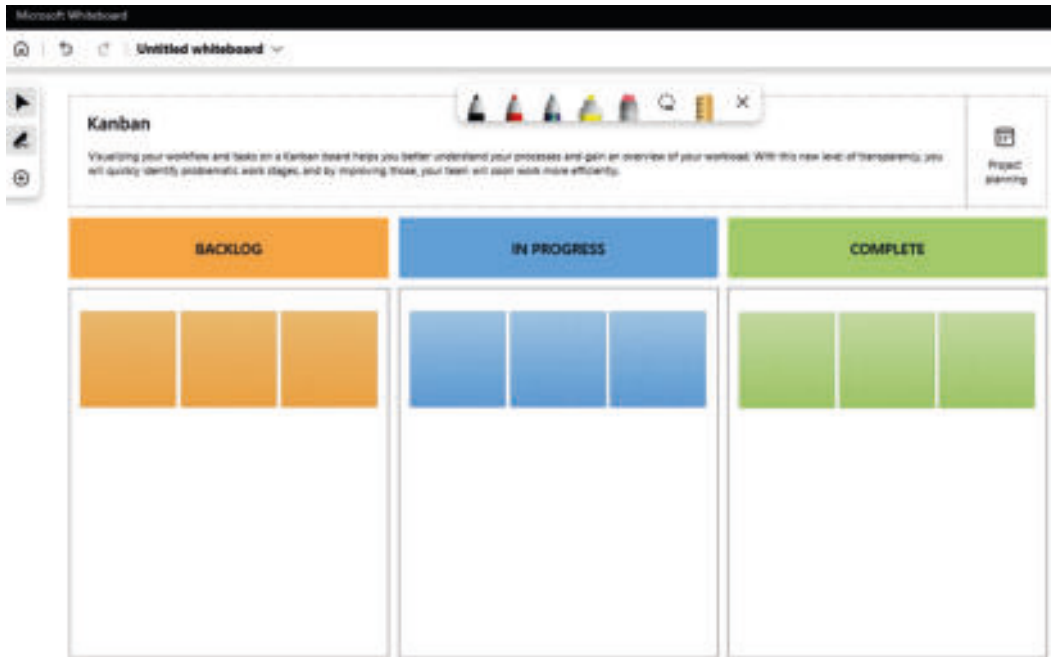 Microsoft Whiteboard
Untitled whiteboard
Kanban
Visualizing your workflow and tasks on a Kanban board helps you better understand your processes and gain an overview of your workload. With this new level of transparency, you
will quickly identify problematic work stages, and by improving those, your team will soon work more efficiently.
Project
planning
BACKLOG
IN PROGRESS
COMPLETE